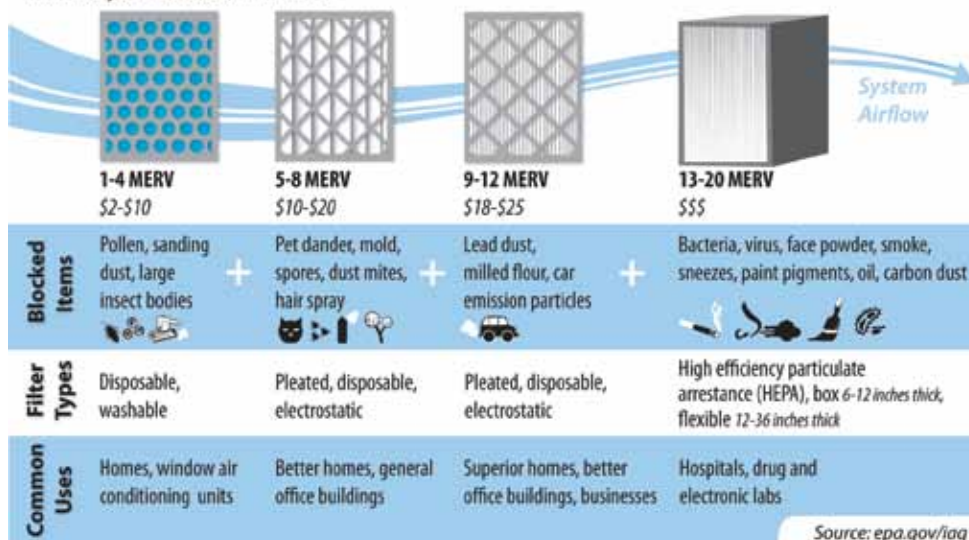 System
Airflow
1-4 MERV
$2-$10
5-8 MERV
$10-$20
9-12 MERV
$18-$25
13-20 MERV
$$$
Blocked
Items
Pollen, sanding
dust, large
insect bodies
+
Pet dander, mold,
spores, dust mites,
hair spray
+
Lead dust,
milled flour, car
emission particles
+
Bacteria, virus, face powder, smoke,
sneezes, paint pigments, oil, carbon dust
Filter
Types
Disposable,
washable
Pleated, disposable,
electrostatic
Pleated, disposable,
electrostatic
High efficiency particulate
arrestance (HEPA), box 6-12 inches thick,
flexible 12-36 inches thick
Common
Uses
Homes, window air
conditioning units
Better homes, general
office buildings
Superior homes, better
office buildings, businesses
Hospitals, drug and
electronic labs
Source: epa.gov/iaq